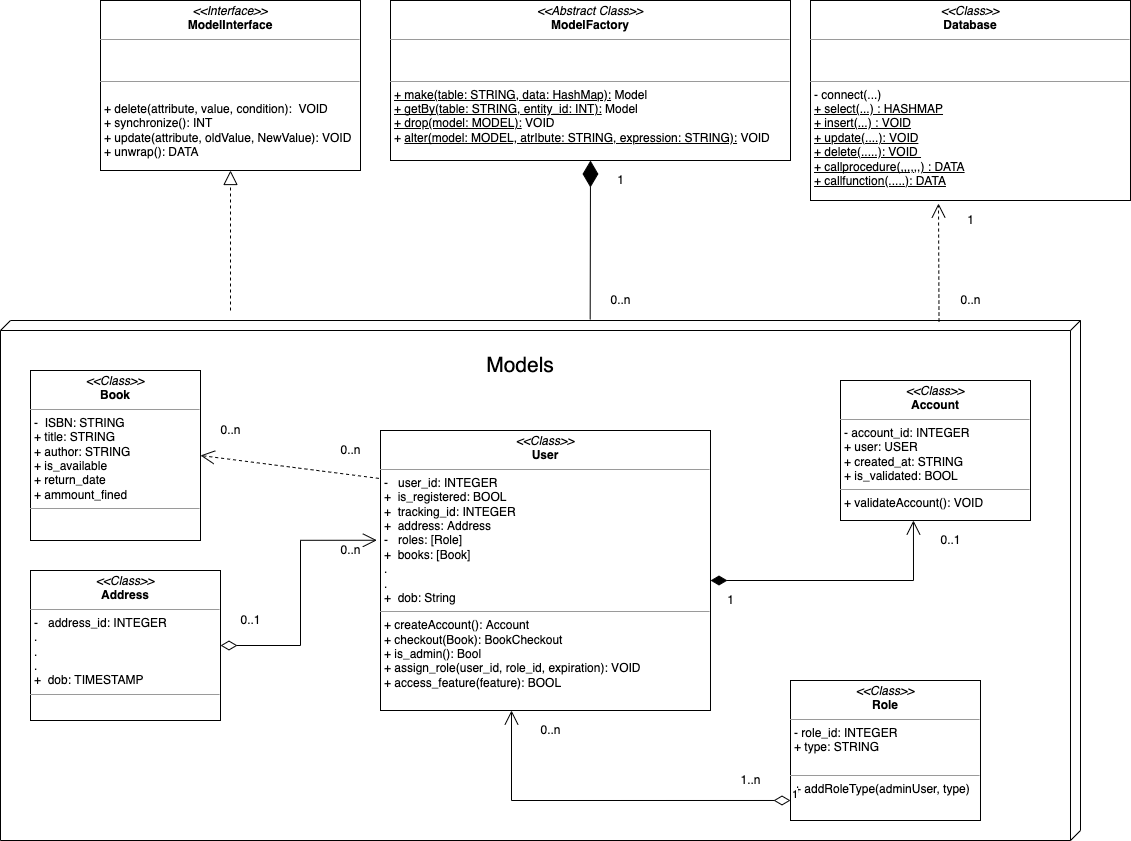 <<Interface>>
ModelInterface
+ delete(attribute, value, condition): VOID
+ synchronize(): INT
+ update(attribute, oldValue, NewValue): VOID
+ unwrap(): DATA
<<Abstract Class>>
ModelFactory
+ make(table: STRING, data: HashMap): Model
+ getBy(table: STRING, entity_id: INT): Model
+ drop(model: MODEL): VOID
+ alter(model: MODEL, atrIbute: STRING, expression: STRING): VOID
<<Class>>
Database
- connect(...)
+ select(...) : HASHMAP
+ insert(...) : VOID
+ update(....): VOID
+ delete(.....): VOID
+ callprocedure(,,,,,,) : DATA
+ callfunction(.....): DATA
1
0..n
1
0..n
Models
<<Class>>
Book
- ISBN: STRING
+ title: STRING
+ author: STRING
+ is_available
+ return_date
+ ammount_fined
0..n
0..n
<<Class>>
User
- user_id: INTEGER
+ is_registered: BOOL
+ tracking_id: INTEGER
+ address: Address
- roles: [Role]
+ books: [Book]
.
.
+ dob: String
+ createAccount(): Account
+ checkout(Book): BookCheckout
+ is_admin(): Bool
+ assign_role(user_id, role_id, expiration): VOID
+ access_feature(feature): BOOL
<<Class>>
Account
- account_id: INTEGER
+ user: USER
+ created_at: STRING
+ is_validated: BOOL
+ validateAccount(): VOID
0..1
1
0..n
0..1
<<Class>>
Address
- address_id: INTEGER
.
.
.
+ dob: TIMESTAMP
<<Class>>
Role
- role_id: INTEGER
+ type: STRING
addRoleType(adminUser, type)
0..n
1..n
1